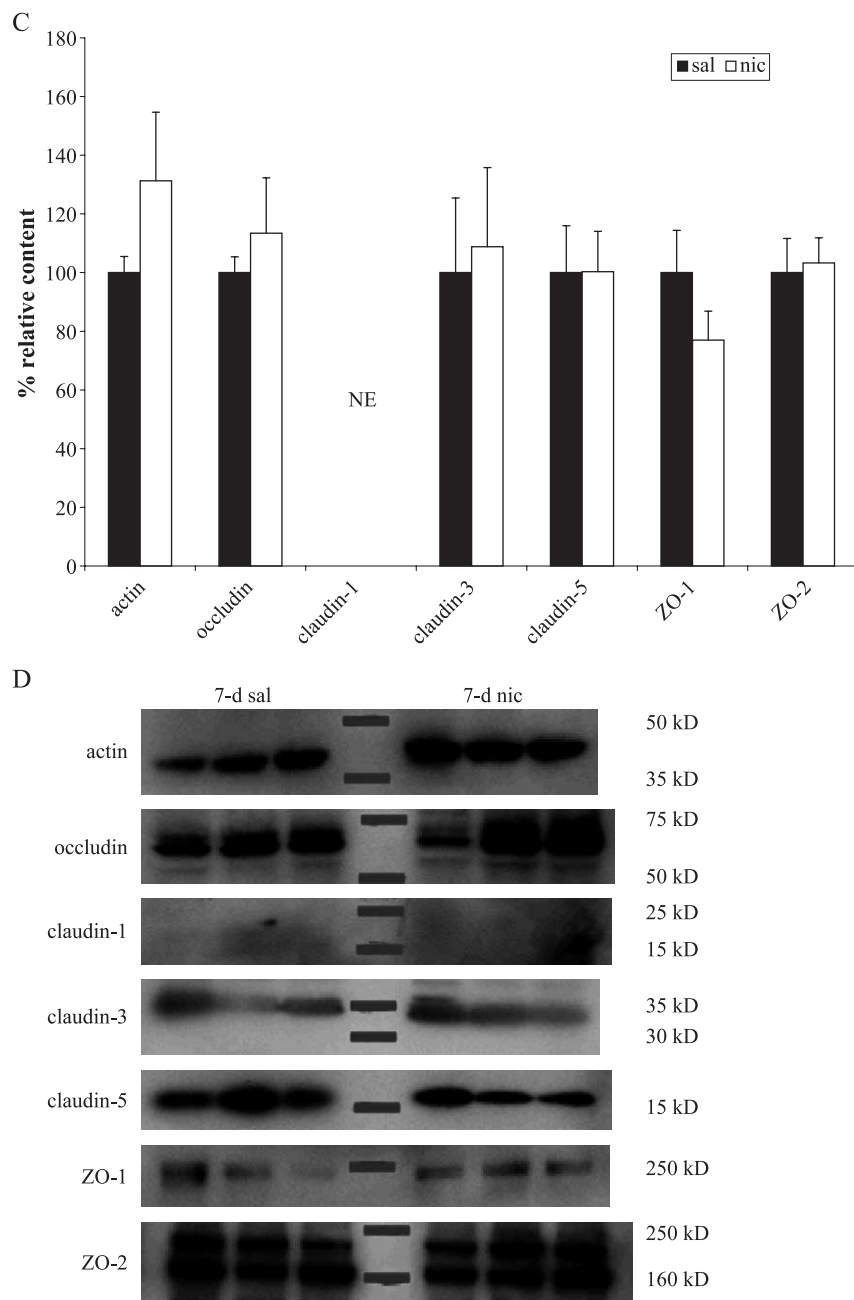 C
180
160
140
120
100
80
60
40
20
0
% relative content
sal nic
NE
actin
occludin
claudin-1
claudin-3
claudin-5
ZO-1
ZO-2
D
7-d sal 7-d nic
actin
50 kD
35 kD
occludin
75 kD
50 kD
claudin-1
25 kD
15 kD
claudin-3
35 kD
30 kD
claudin-5
15 kD
ZO-1
250 kD
ZO-2
250 kD
160 kD